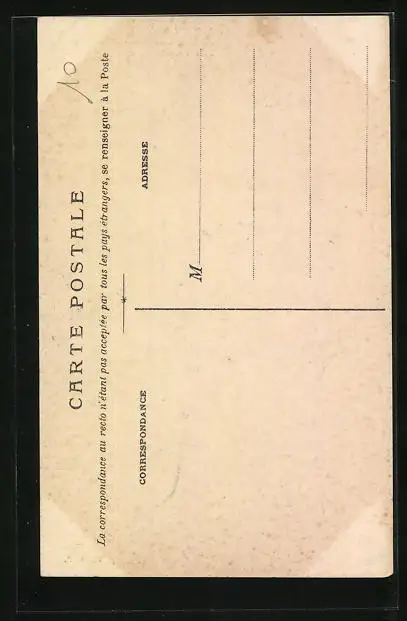 10
CARTE POSTALE
La correspondance au recto n'étant pas acceptée par tous les pays étrangers, se renseigner à la Poste
CORRESPONDANCE
ADRESSE
M